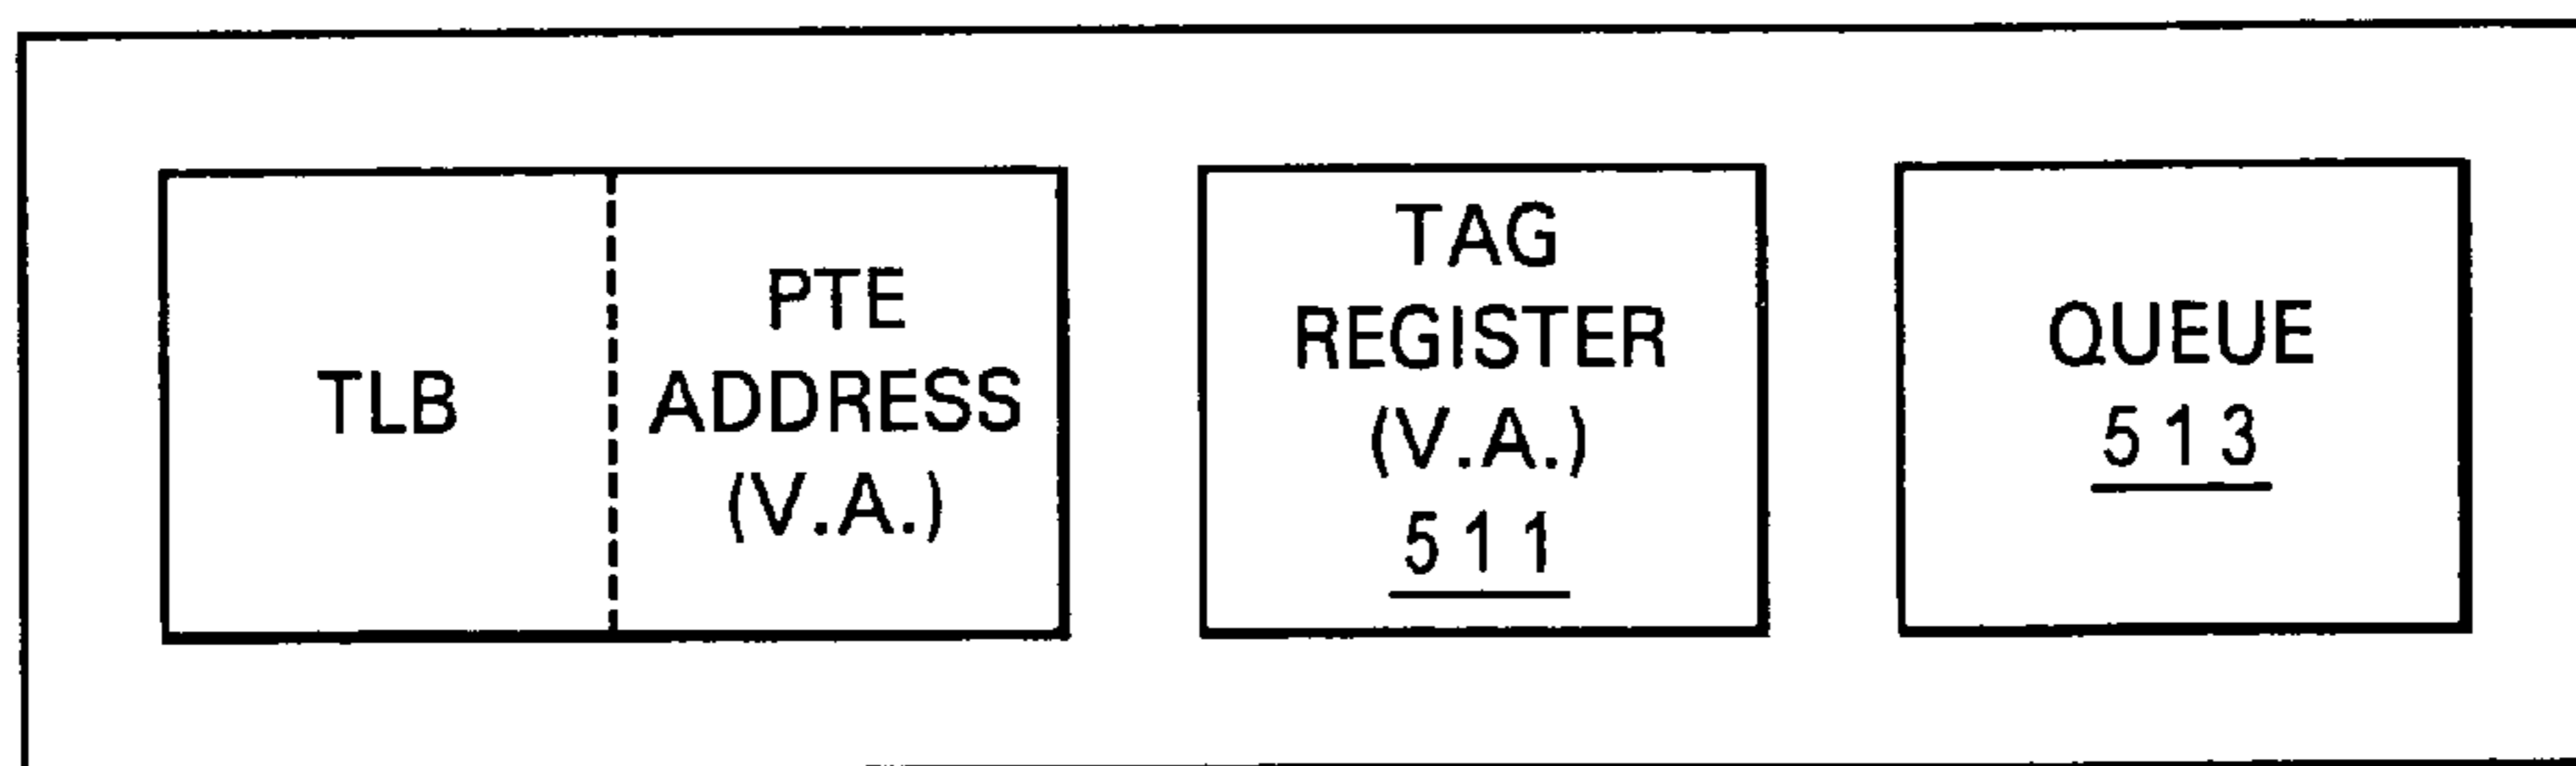 TLB
PTE
ADDRESS
(V.A.)
TAG
REGISTER
(V.A.)
511
QUEUE
513